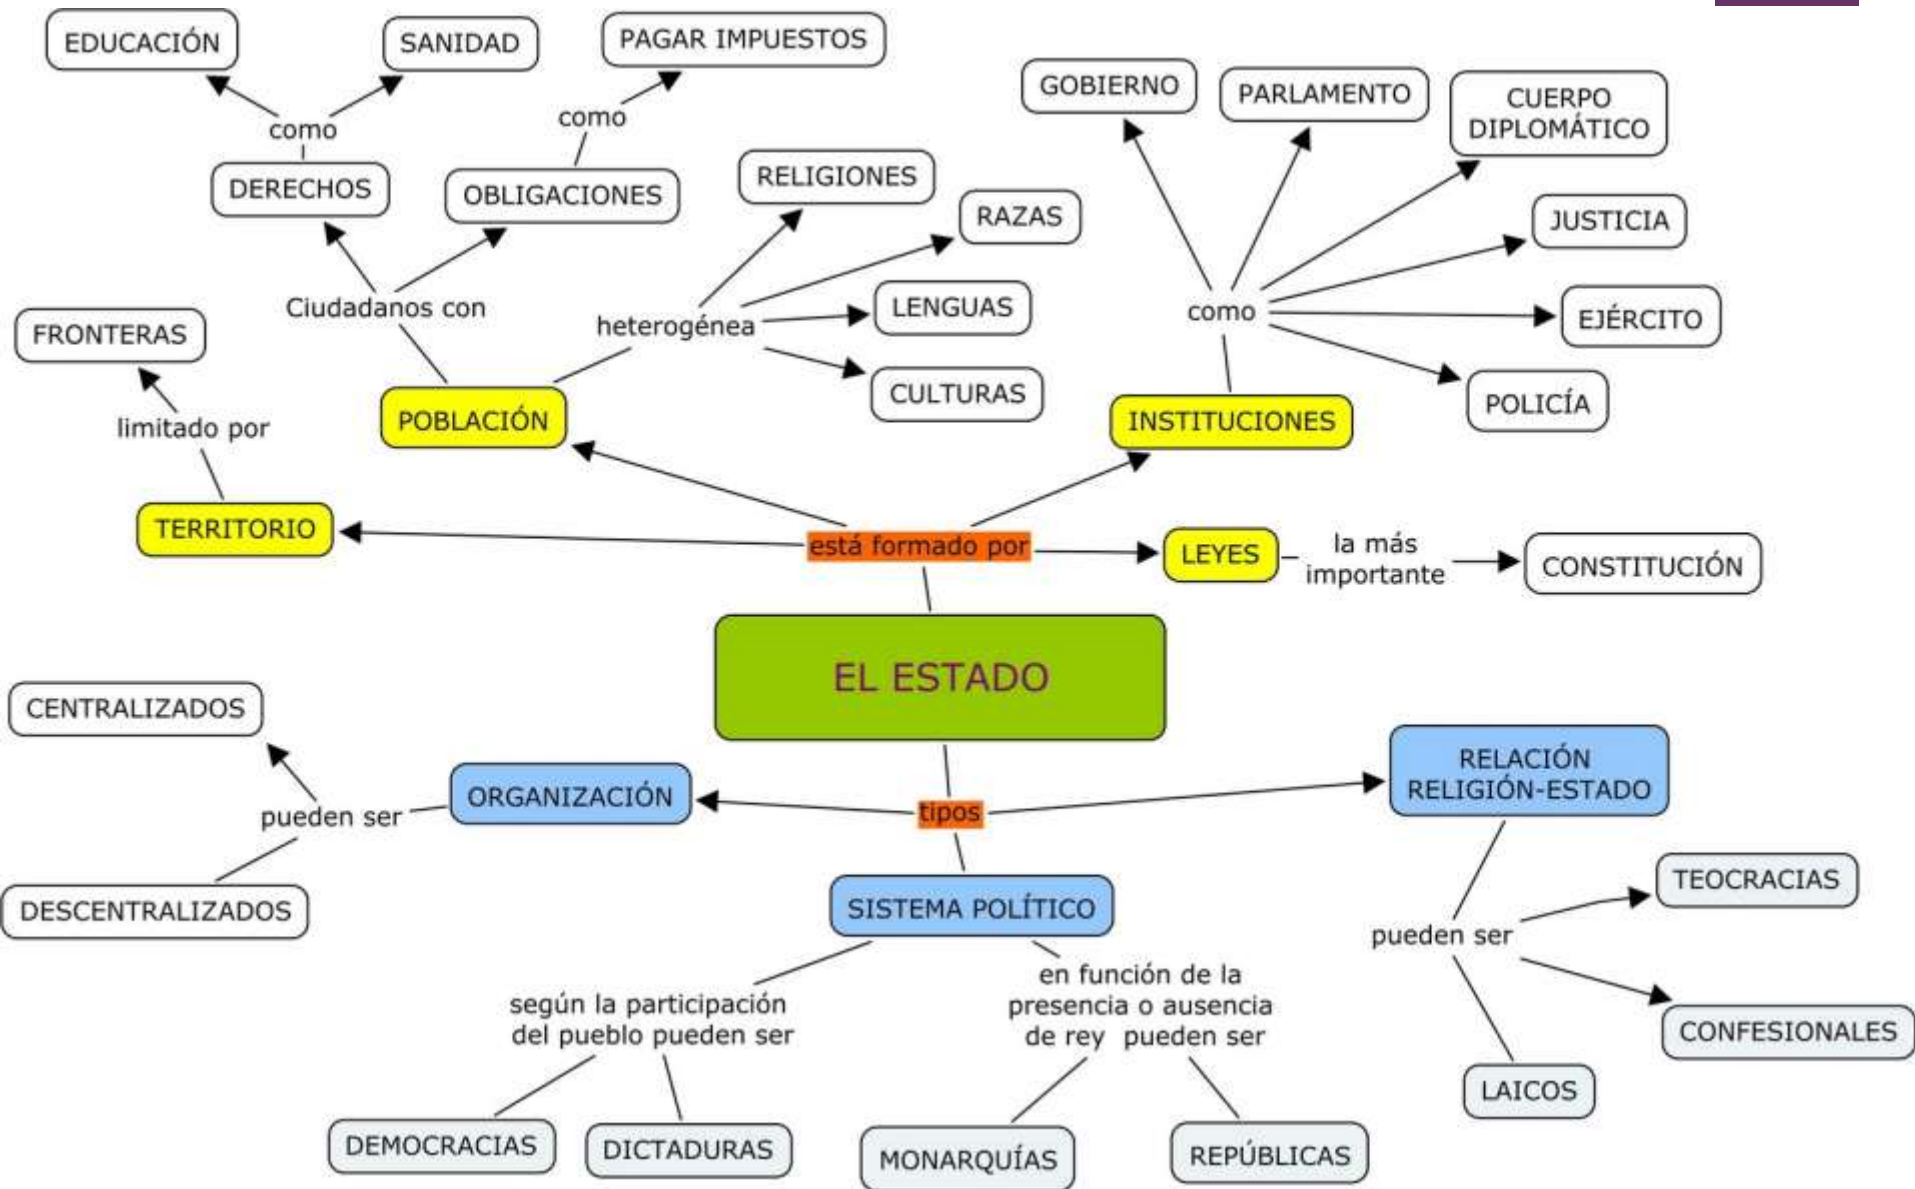 EDUCACIÓN
SANIDAD
PAGAR IMPUESTOS
como
como
DERECHOS
OBLIGACIONES
Ciudadanos con
RELIGIONES
RAZAS
LENGUAS
CULTURAS
heterogénea
GOBIERNO
PARLAMENTO
CUERPO
DIPLOMÁTICO
JUSTICIA
EJÉRCITO
POLICÍA
como
FRONTERAS
limitado por
POBLACIÓN
INSTITUCIONES
TERRITORIO
está formado por
LEYES
la más
importante
CONSTITUCIÓN
EL ESTADO
CENTRALIZADOS
pueden ser
DESCENTRALIZADOS
ORGANIZACIÓN
tipos
RELACIÓN
RELIGIÓN-ESTADO
SISTEMA POLÍTICO
según la participación
del pueblo pueden ser
en función de la
presencia o ausencia
de rey pueden ser
DEMOCRACIAS
DICTADURAS
MONARQUÍAS
REPÚBLICAS
pueden ser
TEOCRACIAS
CONFESIONALES
LAICOS